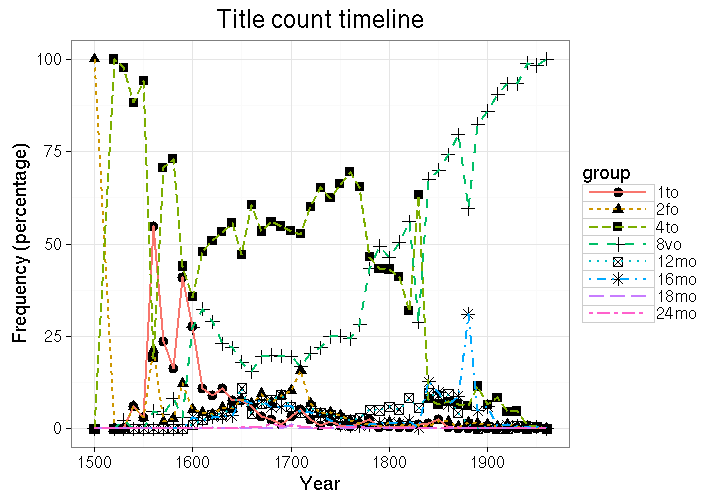 Title count timeline
Frequency (percentage)
100
75
50
25
0
1500
1600
1700
1800
1900
Year
group
1to
2fo
4to
8vo
12mo
16mo
18mo
24mo